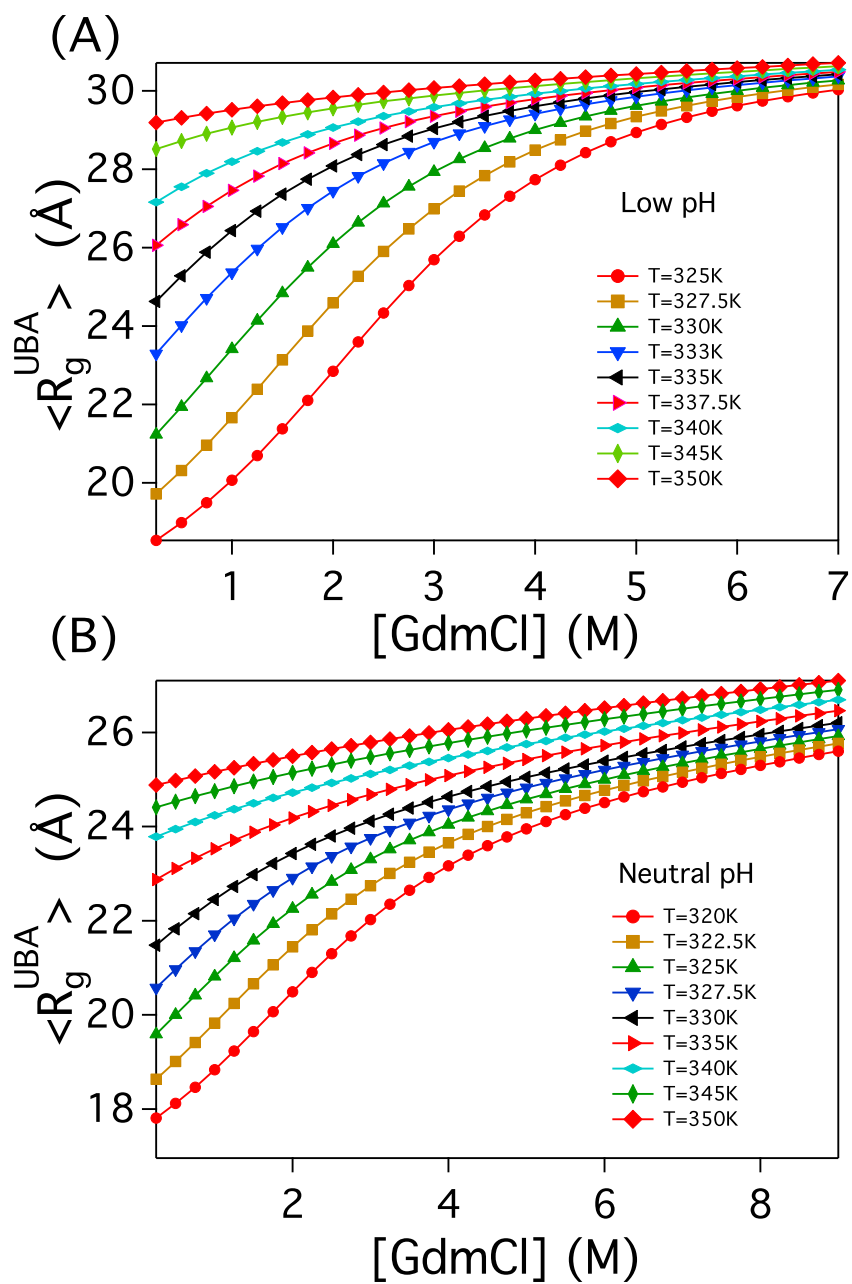 (A)
30
28
26
24
22
20
<R_g^UBA> (Å)
Low pH
T=325K
T=327.5K
T=330K
T=333K
T=335K
T=337.5K
T=340K
T=345K
T=350K
1 2 3 4 5 6 7
[GdmCl] (M)
(B)
26
24
22
20
18
<R_g^UBA> (Å)
Neutral pH
T=320K
T=322.5K
T=325K
T=327.5K
T=330K
T=335K
T=340K
T=345K
T=350K
2 4 6 8
[GdmCl] (M)